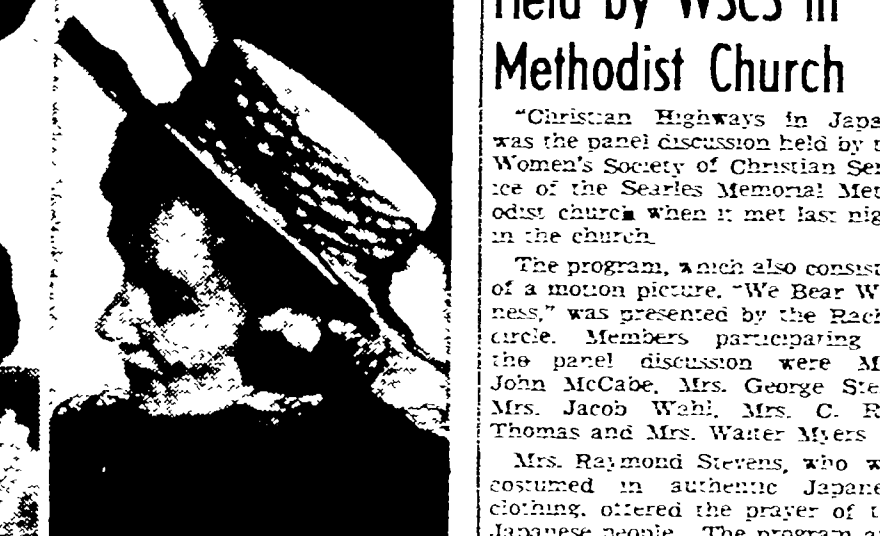 Held by WSCS in
Methodist Church
"Christian Highways in Japa
was the panel discussion held by
Women's Society of Christian Ser
ice of the Searles Memorial Met
odist church when it met last nig
in the church.
The program, which also consist
of a motion picture, "We Bear W
ness," was presented by the Rach
circle. Members participating
the panel discussion were M
John McCabe, Mrs. George Ste
Mrs. Jacob Wahl, Mrs. C. R
Thomas and Mrs. Walter Myers
Mrs. Raymond Stevens, who w
costumed in authentic Japane
clothing, offered the prayer of t
Japanese people. The program a